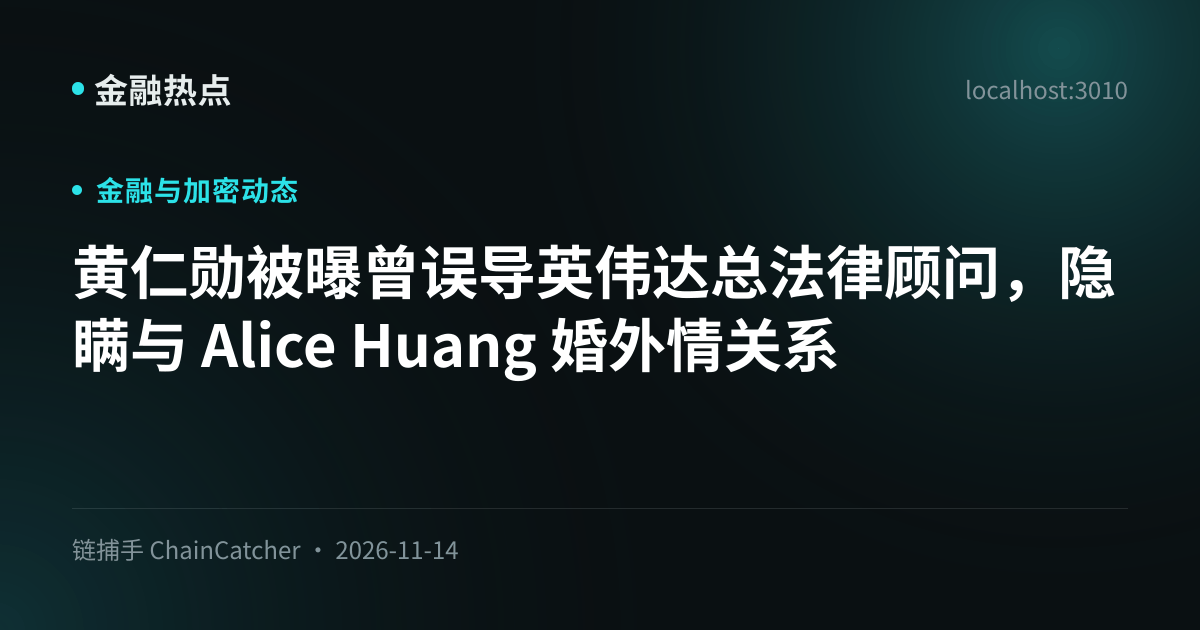 金融热点
localhost:3010
金融与加密动态
黄仁勋被曝曾误导英伟达总法律顾问，隐
瞒与 Alice Huang 婚外情关系
链捕手 ChainCatcher · 2026-11-14